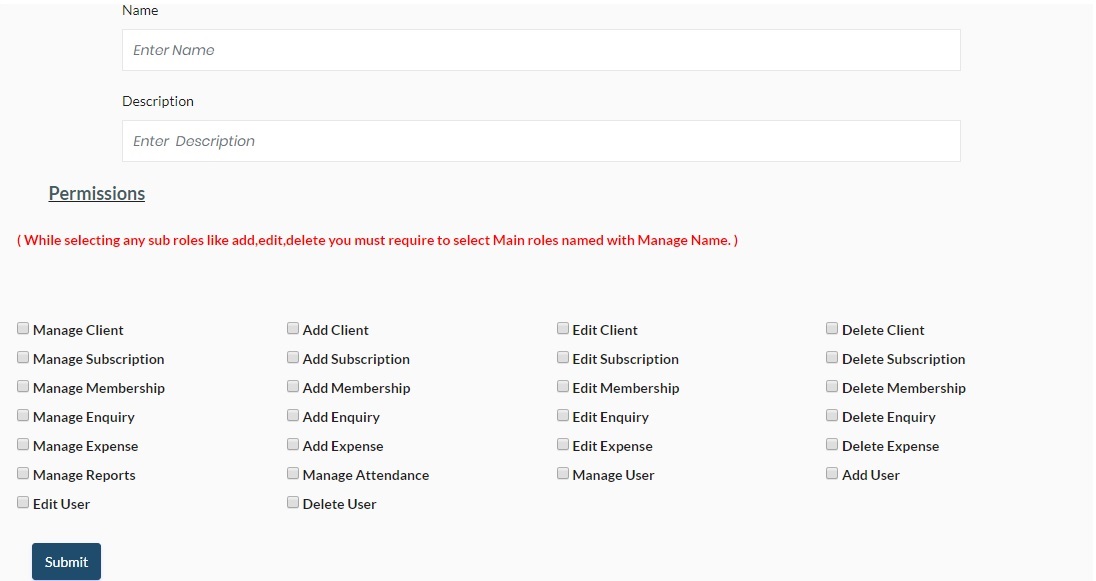 Name
Enter Name
Description
Enter Description
Permissions
( While selecting any sub roles like add,edit,delete you must require to select Main roles named with Manage Name. )
Manage Client Add Client Edit Client Delete Client
Manage Subscription Add Subscription Edit Subscription Delete Subscription
Manage Membership Add Membership Edit Membership Delete Membership
Manage Enquiry Add Enquiry Edit Enquiry Delete Enquiry
Manage Expense Add Expense Edit Expense Delete Expense
Manage Reports Manage Attendance Manage User Add User
Edit User Delete User
Submit